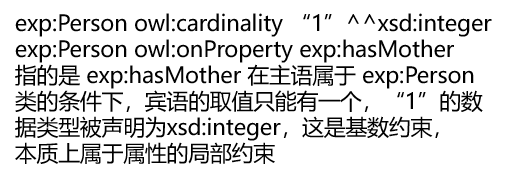 exp:Person owl:cardinality “1”^^xsd:integer
exp:Person owl:onProperty exp:hasMother
指的是 exp:hasMother 在主语属于 exp:Person
类的条件下，宾语的取值只能有一个，“1”的数
据类型被声明为xsd:integer，这是基数约束，
本质上属于属性的局部约束